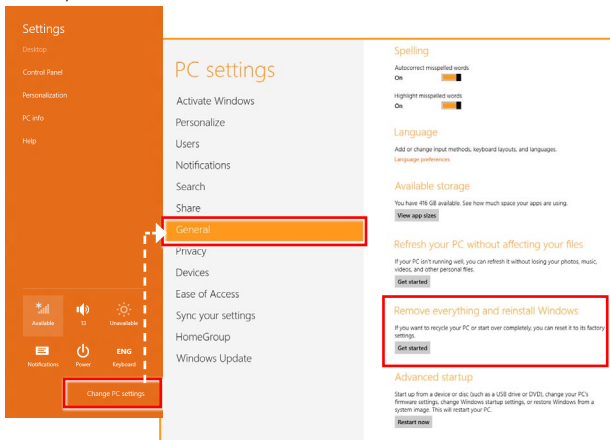 Settings
Desktop
Control Panel
Personalization
PC info
Help
Available
13
Unavailable
Notifications
Power
ENG
Keyboard
Change PC settings
PC settings
Activate Windows
Personalize
Users
Notifications
Search
Share
General
Privacy
Devices
Ease of Access
Sync your settings
HomeGroup
Windows Update
Spelling
Autocorrect misspelled words
On
Highlight misspelled words
On
Language
Add or change input methods, keyboard layouts, and languages.
Language preferences
Available storage
You have 416 GB available. See how much space your apps are using.
View app sizes
Refresh your PC without affecting your files
If your PC isn't running well, you can refresh it without losing your photos, music,
videos, and other personal files.
Get started
Remove everything and reinstall Windows
If you want to recycle your PC or start over completely, you can reset it to its factory
settings.
Get started
Advanced startup
Start up from a device or disc (such as a USB drive or DVD), change your PC's
firmware settings, change Windows startup settings, or restore Windows from a
system image. This will restart your PC.
Restart now